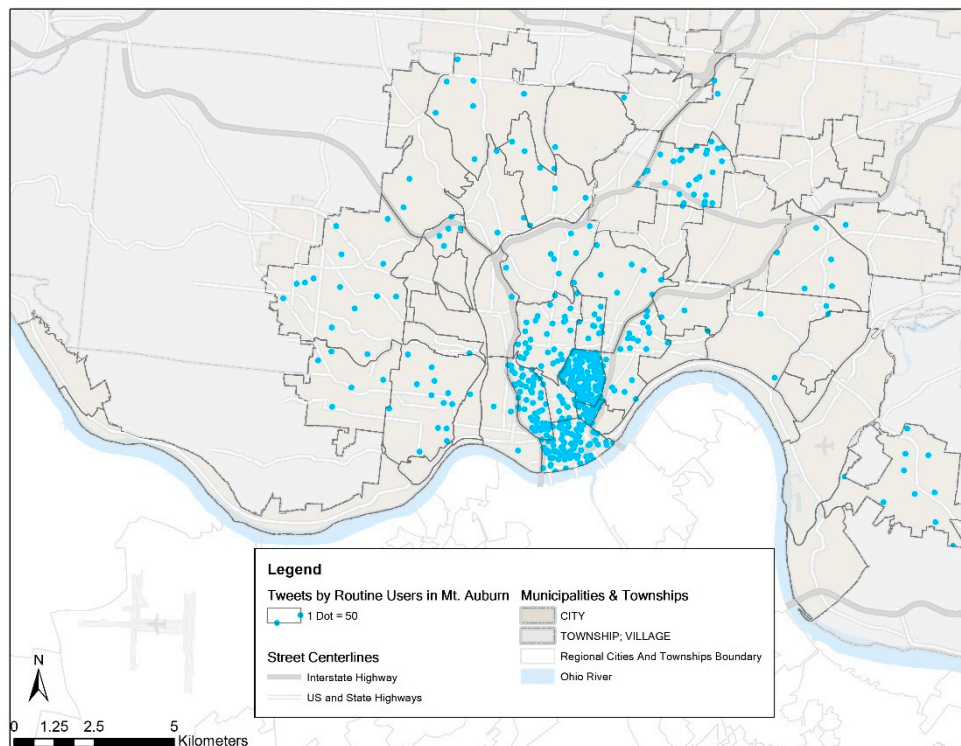 Legend
Tweets by Routine Users in Mt. Auburn
1 Dot = 50
Street Centerlines
Interstate Highway
US and State Highways
Municipalities & Townships
CITY
TOWNSHIP; VILLAGE
Regional Cities And Townships Boundary
Ohio River
N
0 1.25 2.5 5
Kilometers